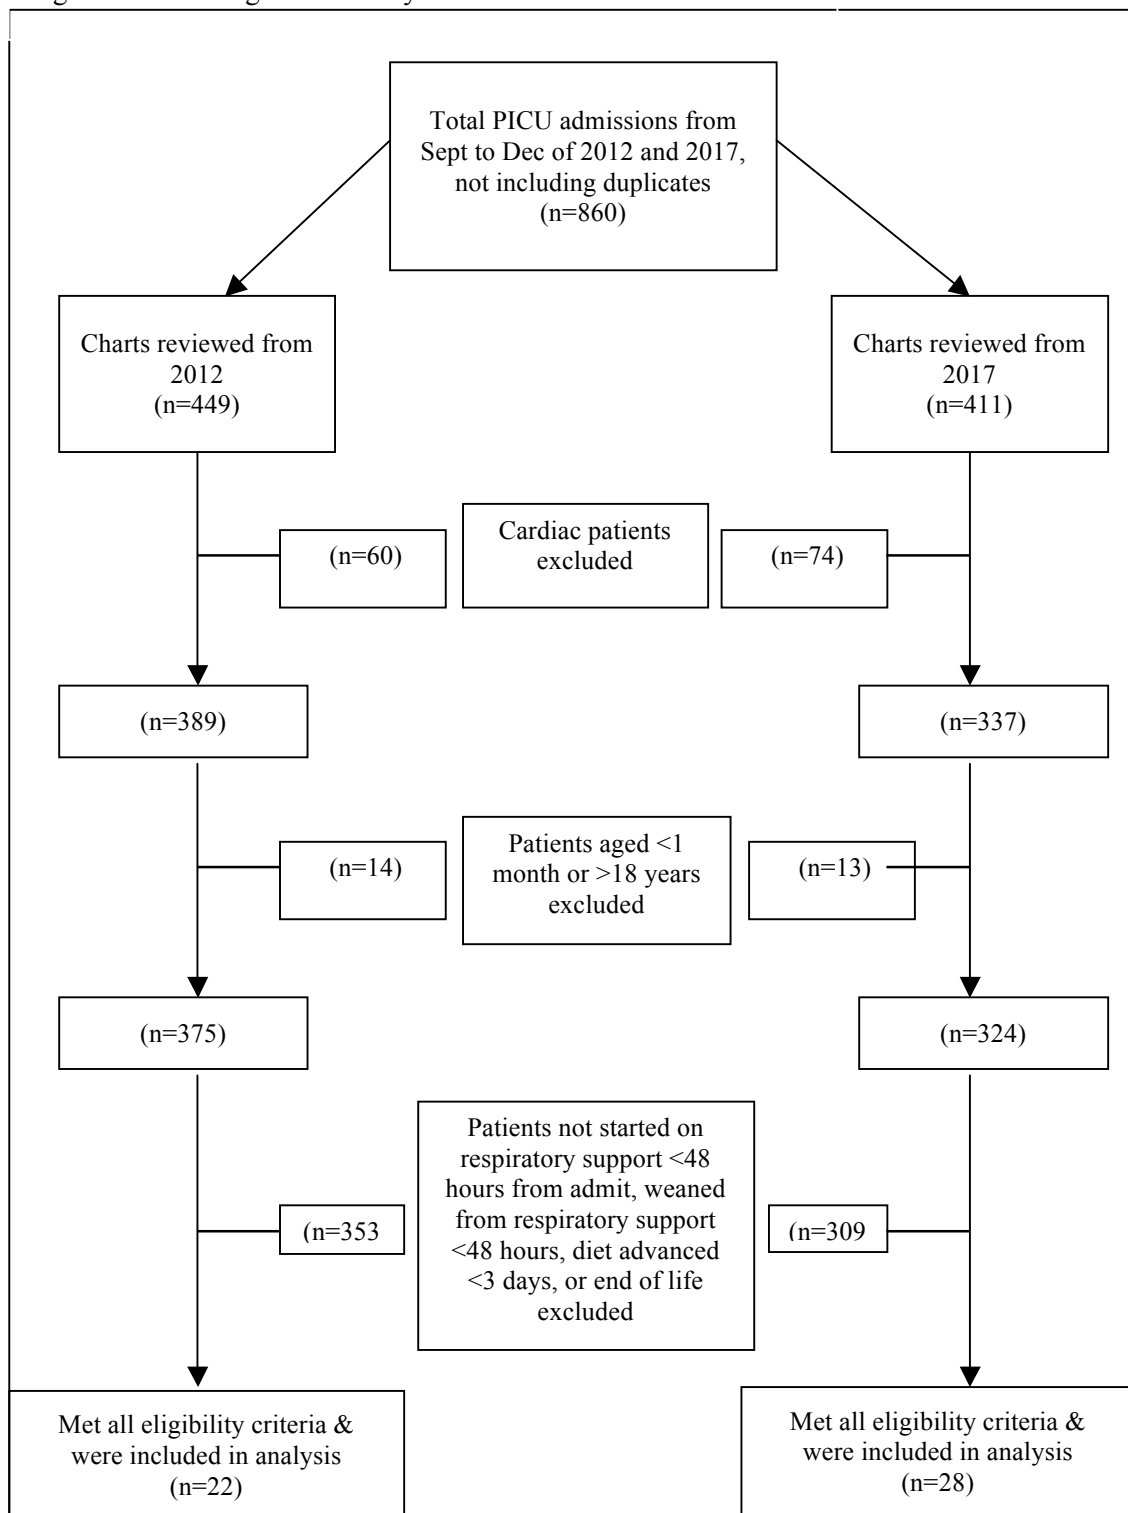 Total PICU admissions from
Sept to Dec of 2012 and 2017,
not including duplicates
(n=860)
Charts reviewed from
2012
(n=449)
Charts reviewed from
2017
(n=411)
(n=60)
Cardiac patients
excluded
(n=74)
(n=389)
(n=337)
(n=14)
Patients aged <1
month or >18 years
excluded
(n=13)
(n=375)
(n=324)
Patients not started on
respiratory support <48
hours from admit, weaned
from respiratory support
<48 hours, diet advanced
<3 days, or end of life
excluded
(n=353
(n=309
Met all eligibility criteria &
were included in analysis
(n=22)
Met all eligibility criteria &
were included in analysis
(n=28)